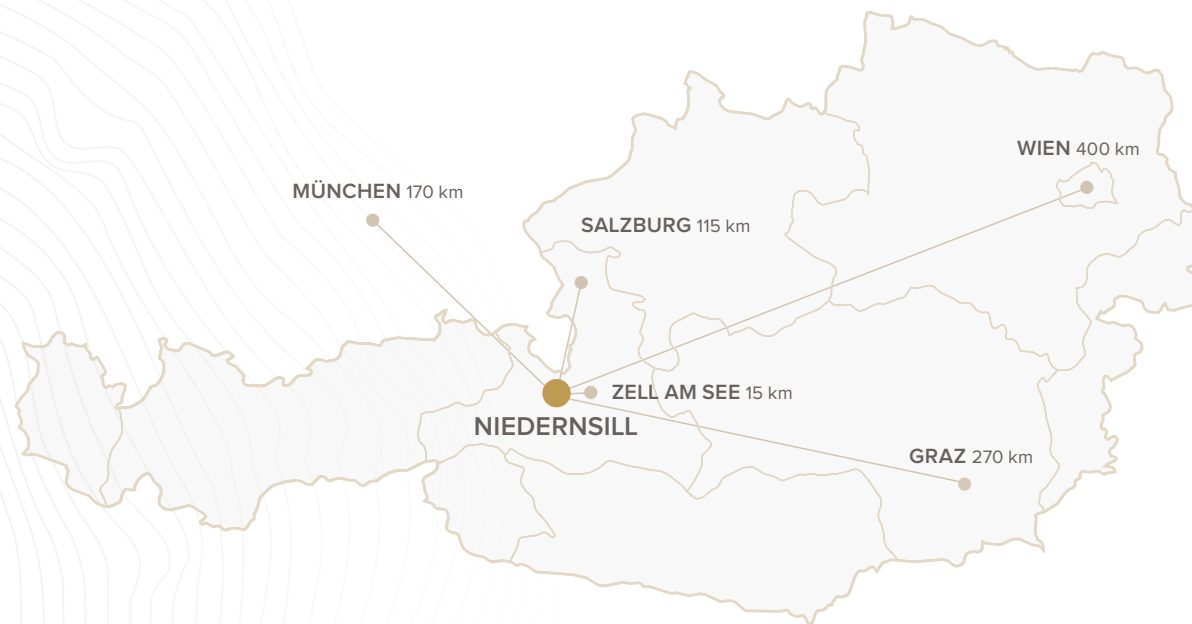 WIEN 400 km
MÜNCHEN 170 km
SALZBURG 115 km
ZELL AM SEE 15 km
NIEDERNSILL
GRAZ 270 km